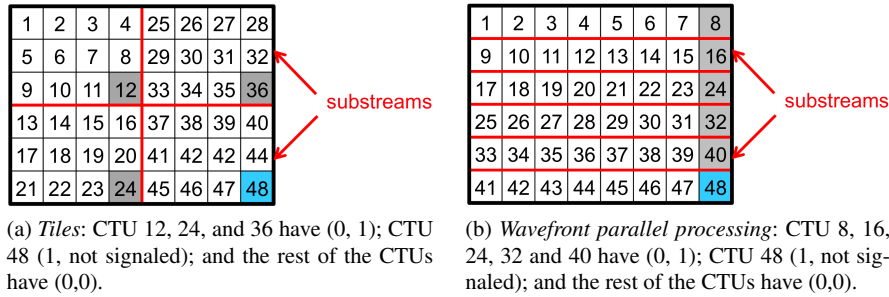 1 2 3 4 25 26 27 28
5 6 7 8 29 30 31 32
9 10 11 12 33 34 35 36
13 14 15 16 37 38 39 40
17 18 19 20 41 42 42 44
21 22 23 24 45 46 47 48
substreams
(a) Tiles: CTU 12, 24, and 36 have (0, 1); CTU
48 (1, not signaled); and the rest of the CTUs
have (0,0).
1 2 3 4 5 6 7 8
9 10 11 12 13 14 15 16
17 18 19 20 21 22 23 24
25 26 27 28 29 30 31 32
33 34 35 36 37 38 39 40
41 42 43 44 45 46 47 48
substreams
(b) Wavefront parallel processing: CTU 8, 16,
24, 32 and 40 have (0, 1); CTU 48 (1, not sig-
naled); and the rest of the CTUs have (0,0).